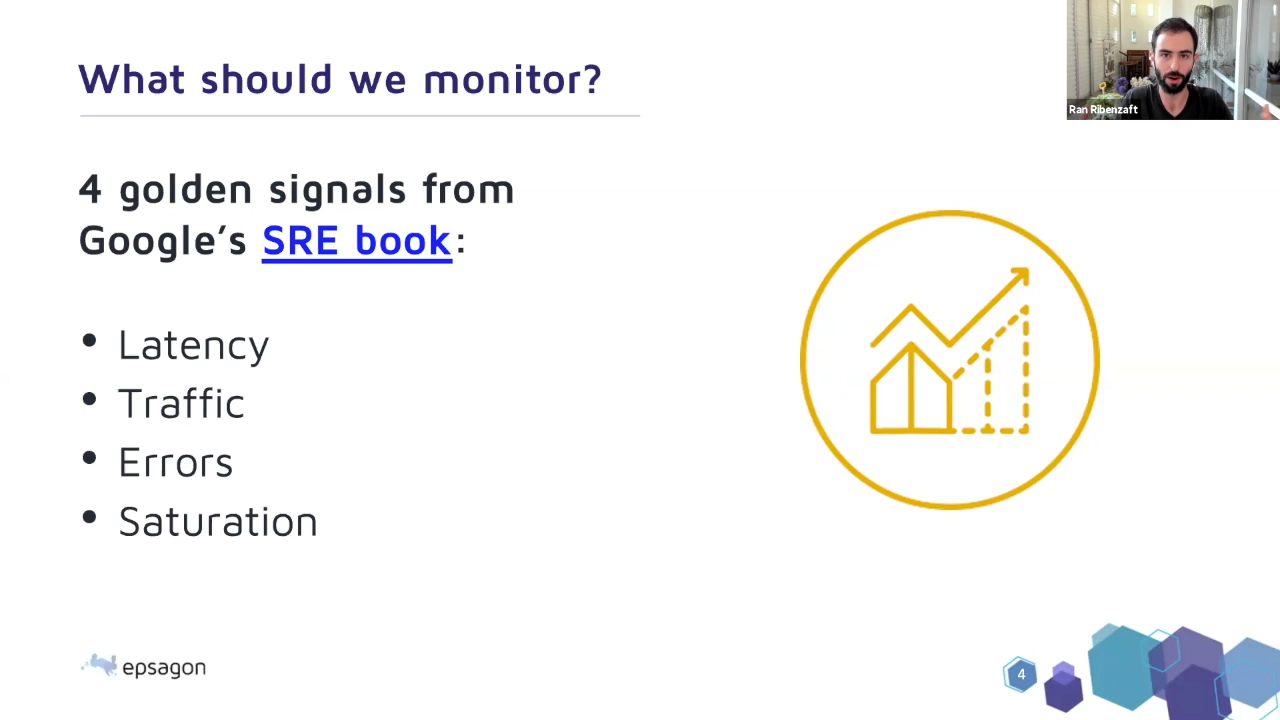 What should we monitor?
Ran Ribenzaft
4 golden signals from
Google’s SRE book:
• Latency
• Traffic
• Errors
• Saturation
epsagon
4